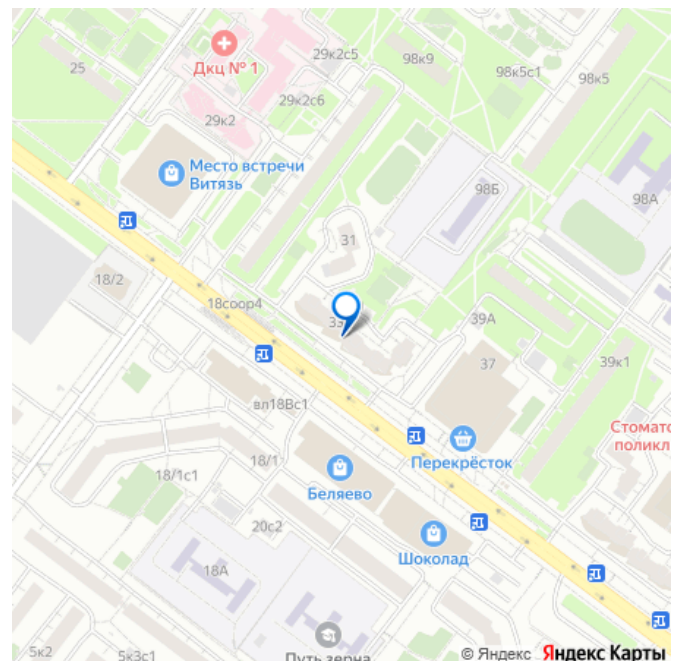 29к2с5
98к9
25
Дкц № 1
98к5с1
98к5
29к2с6
29к2
Место встречи
Витязь
98Б
98А
31
18/2
18соор4
39А
37
39к1
вл18Вс1
Стомато
поликл
Перекрёсток
18/1
18/1с1
Беляево
20с2
Шоколад
18А
5к2
5к3с1
Путь зерна
© Яндекс Яндекс Карты